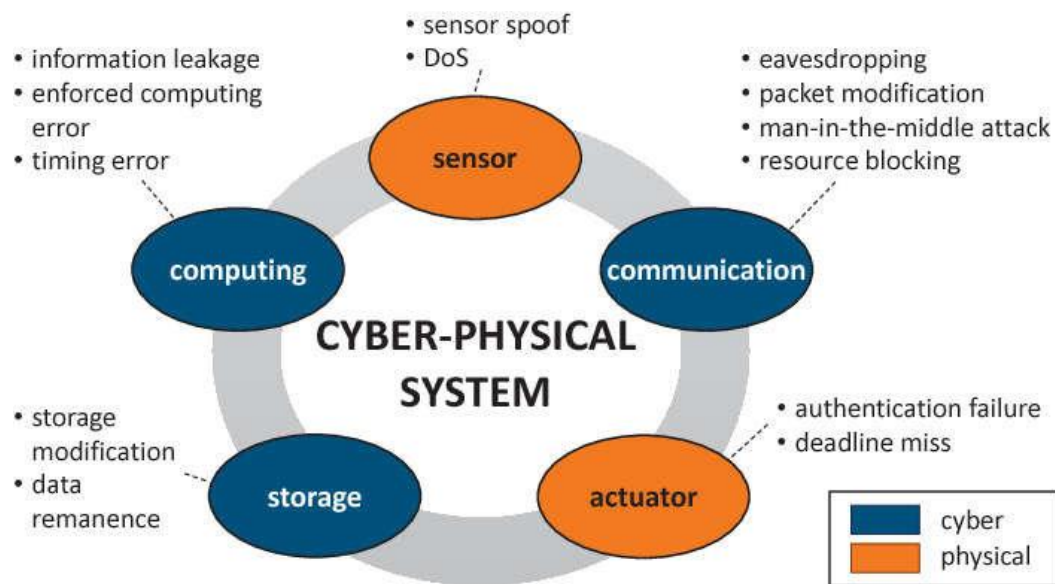 • sensor spoof
• DoS
• information leakage
• enforced computing
error
• timing error
• eavesdropping
• packet modification
• man-in-the-middle attack
• resource blocking
sensor
computing
communication
CYBER-PHYSICAL
SYSTEM
• storage
modification
• data
remanence
• authentication failure
• deadline miss
storage
actuator
cyber
physical